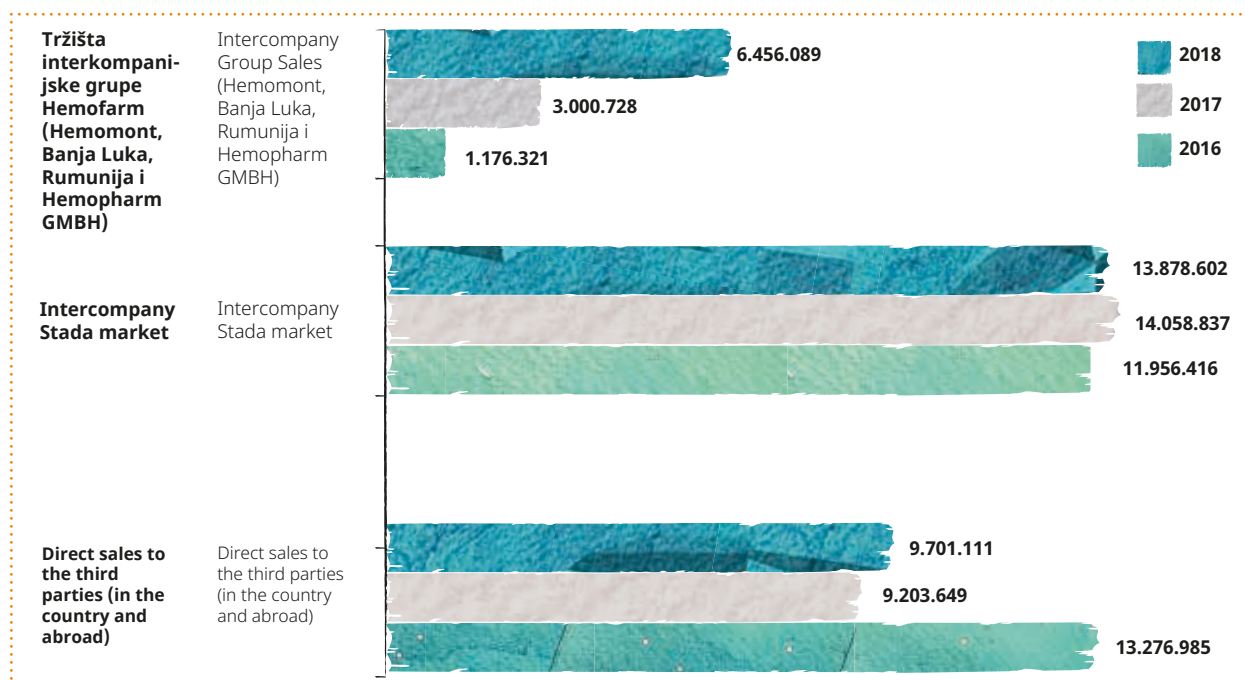 Tržišta
interkompani-
jske grupe
Hemofarm
(Hemomont,
Banja Luka,
Rumunija i
Hemopharm
GMBH)
Intercompany
Group Sales
(Hemomont,
Banja Luka,
Rumunija i
Hemopharm
GMBH)
6.456.089
3.000.728
1.176.321
2018
2017
2016
Intercompany
Stada market
Intercompany
Stada market
13.878.602
14.058.837
11.956.416
Direct sales to
the third
parties (in the
country and
abroad)
Direct sales to
the third parties
(in the country
and abroad)
9.701.111
9.203.649
13.276.985